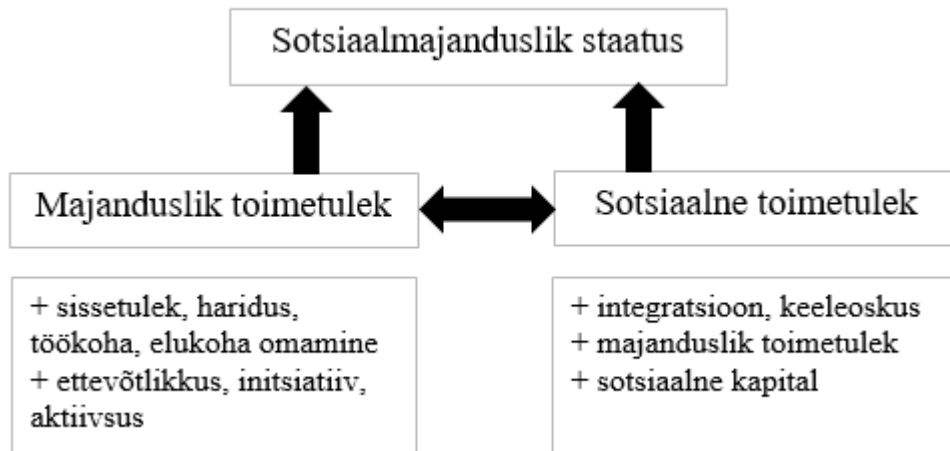 Sotsiaalmajanduslik staatus
Majanduslik toimetulek
Sotsiaalne toimetulek
+ sissetulek, haridus,
töökoha, elukoha omamine
+ ettevõtlikkus, initsiatiiv,
aktiivsus
+ integratsioon, keeleoskus
+ majanduslik toimetulek
+ sotsiaalne kapital